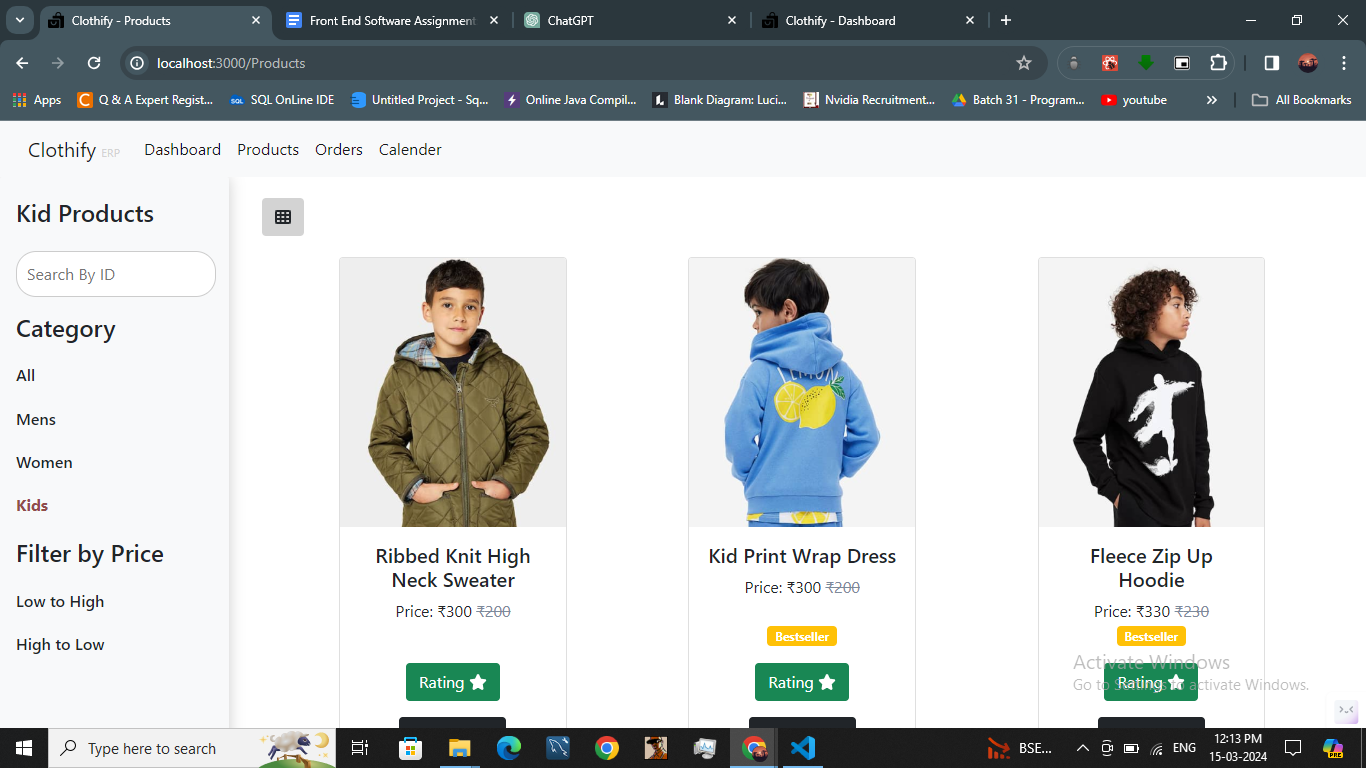 Clothify - Products
Front End Software Assignment
ChatGPT
Clothify - Dashboard
localhost:3000/Products
Apps
Q & A Expert Regist...
SQL OnLine IDE
Untitled Project - Sq...
Online Java Compil...
Blank Diagram: Luci...
Nvidia Recruitment...
Batch 31 - Program...
youtube
»
All Bookmarks
Clothify ERP
Dashboard
Products
Orders
Calender
Kid Products
Search By ID
Category
All
Mens
Women
Kids
Filter by Price
Low to High
High to Low
Ribbed Knit High
Neck Sweater
Price: ₹300 ₹200
Rating
Kid Print Wrap Dress
Price: ₹300 ₹200
Bestseller
Rating
Fleece Zip Up
Hoodie
Price: ₹330 ₹230
Bestseller
Rating
Activate Windows
Go to Settings to activate Windows.
Type here to search
BSE...
ENG
12:13 PM
15-03-2024